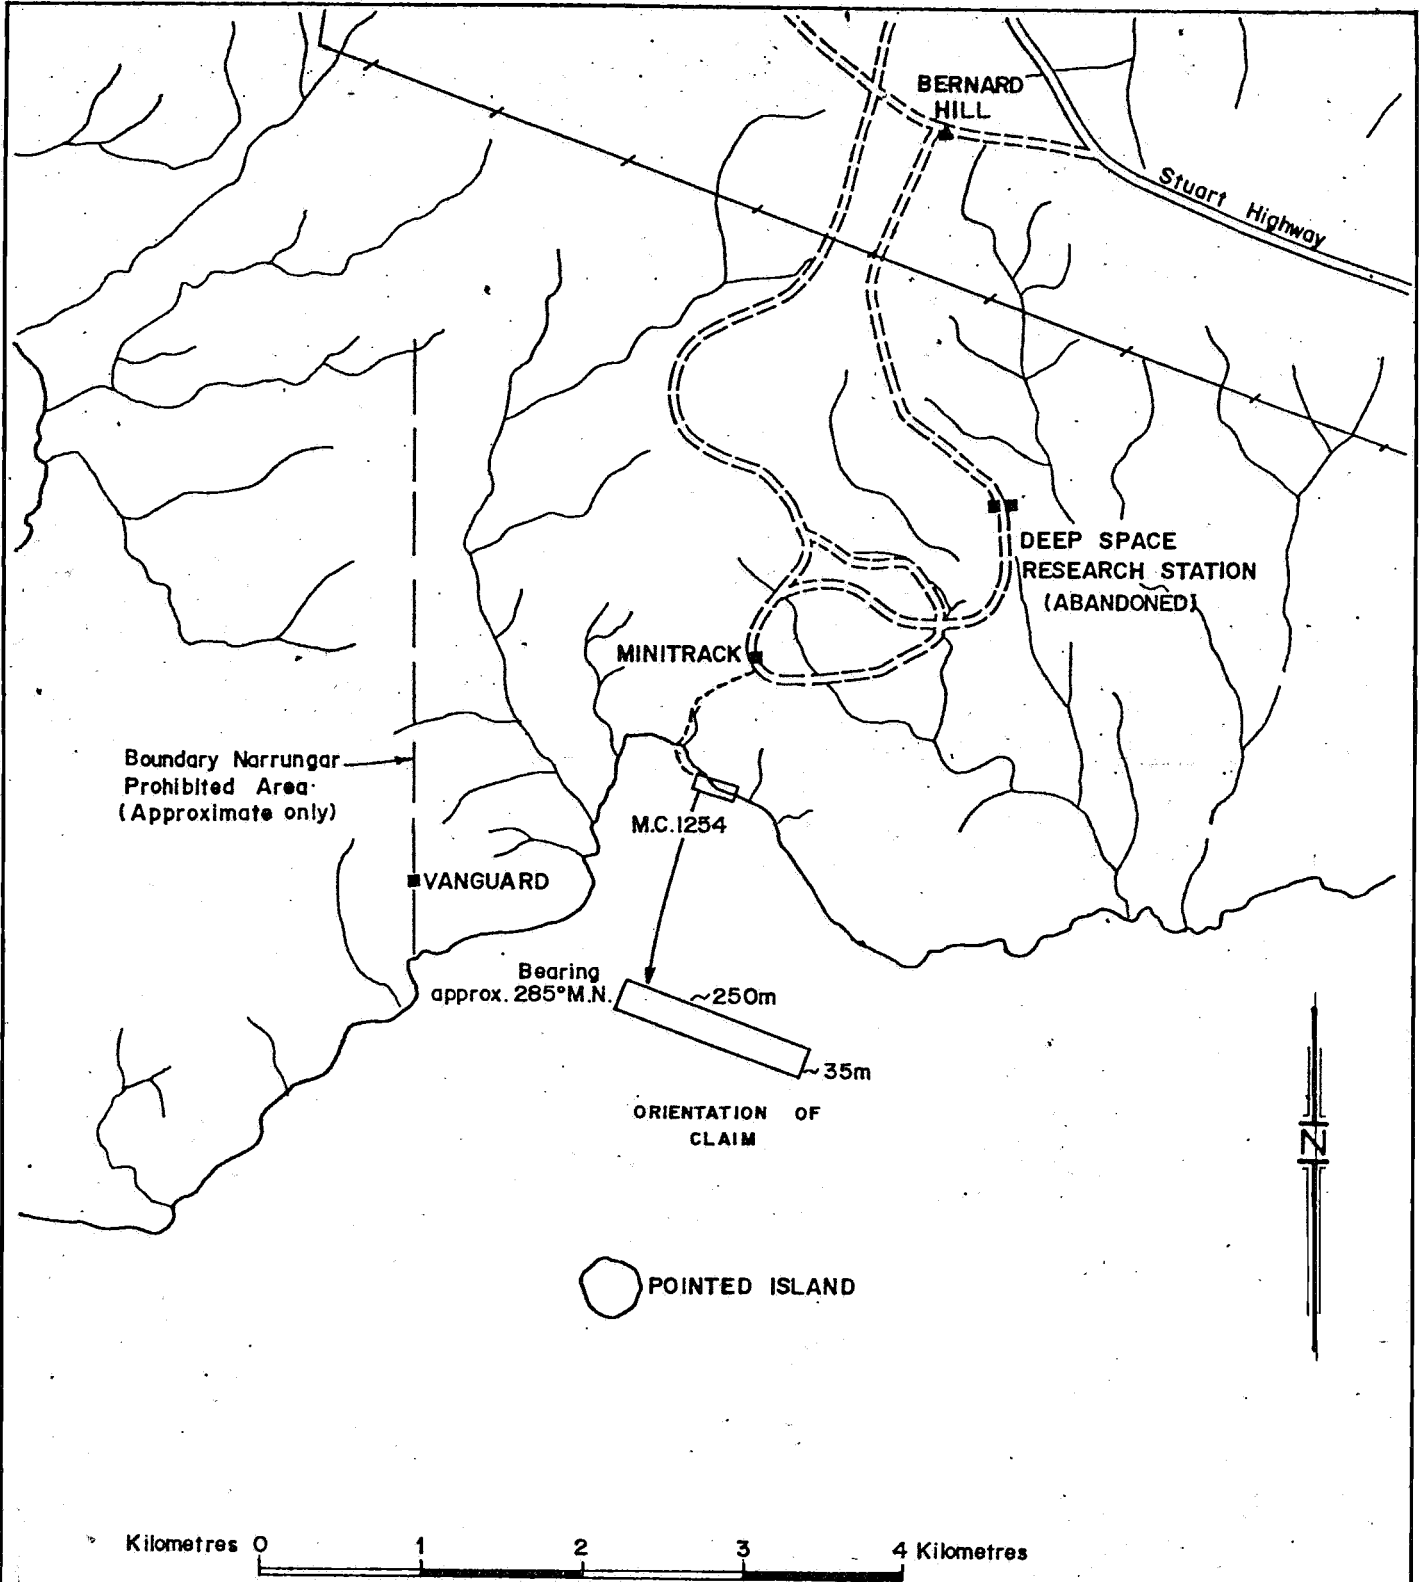 BERNARD
HILL
Stuart Highway
DEEP SPACE
RESEARCH STATION
(ABANDONED)
MINITRACK
Boundary Narrungar
Prohibited Area
(Approximate only)
M.C.1254
VANGUARD
Bearing
approx. 285°M.N.
~250m
~35m
ORIENTATION OF
CLAIM
N
POINTED ISLAND
Kilometres 0 1 2 3 4 Kilometres